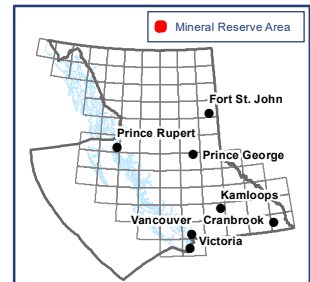 Mineral Reserve Area
Fort St. John
Prince Rupert
Prince George
Kamloops
Vancouver
Cranbrook
Victoria